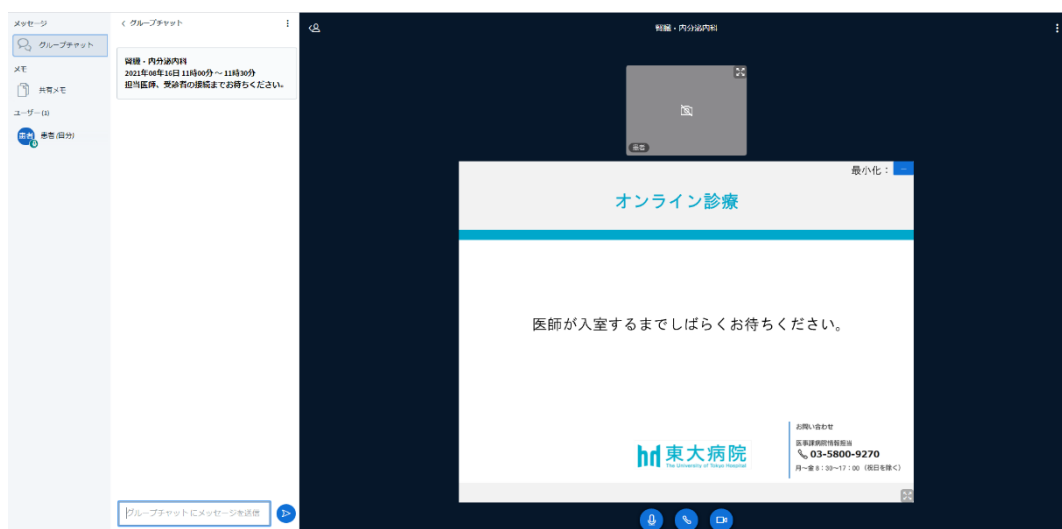 メッセージ
グループチャット
メモ
共有メモ
ユーザー (1)
患者
患者 (自分)
グループチャット
腎臓・内分泌内科
2021年08月16日 11時00分 ~ 11時30分
担当医師、受診者の接続までお待ちください。
グループチャット にメッセージを送信
腎臓・内分泌内科
患者
最小化:
オンライン診療
医師が入室するまでしばらくお待ちください。
hd 東大病院
The University of Tokyo Hospital
お問い合わせ
医事課病院情報担当
03-5800-9270
月~金 8:30~17:00 (祝日を除く)